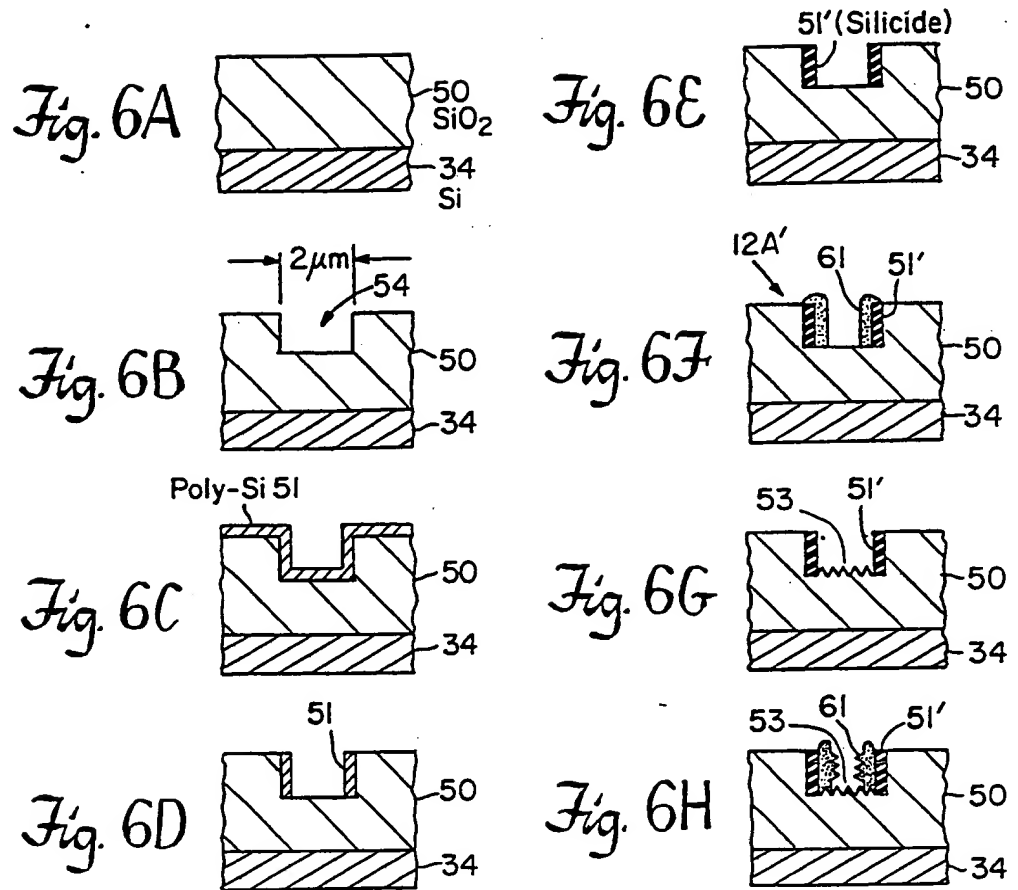 Fig. 6A
50
SiO2
34
Si
Fig. 6B
2μm
54
50
34
Fig. 6C
Poly-Si 51
50
34
Fig. 6D
51
50
34
Fig. 6E
51' (Silicide)
50
34
Fig. 6F
12A'
61
51'
50
34
Fig. 6G
53
51'
50
34
Fig. 6H
53
61
51'
50
34